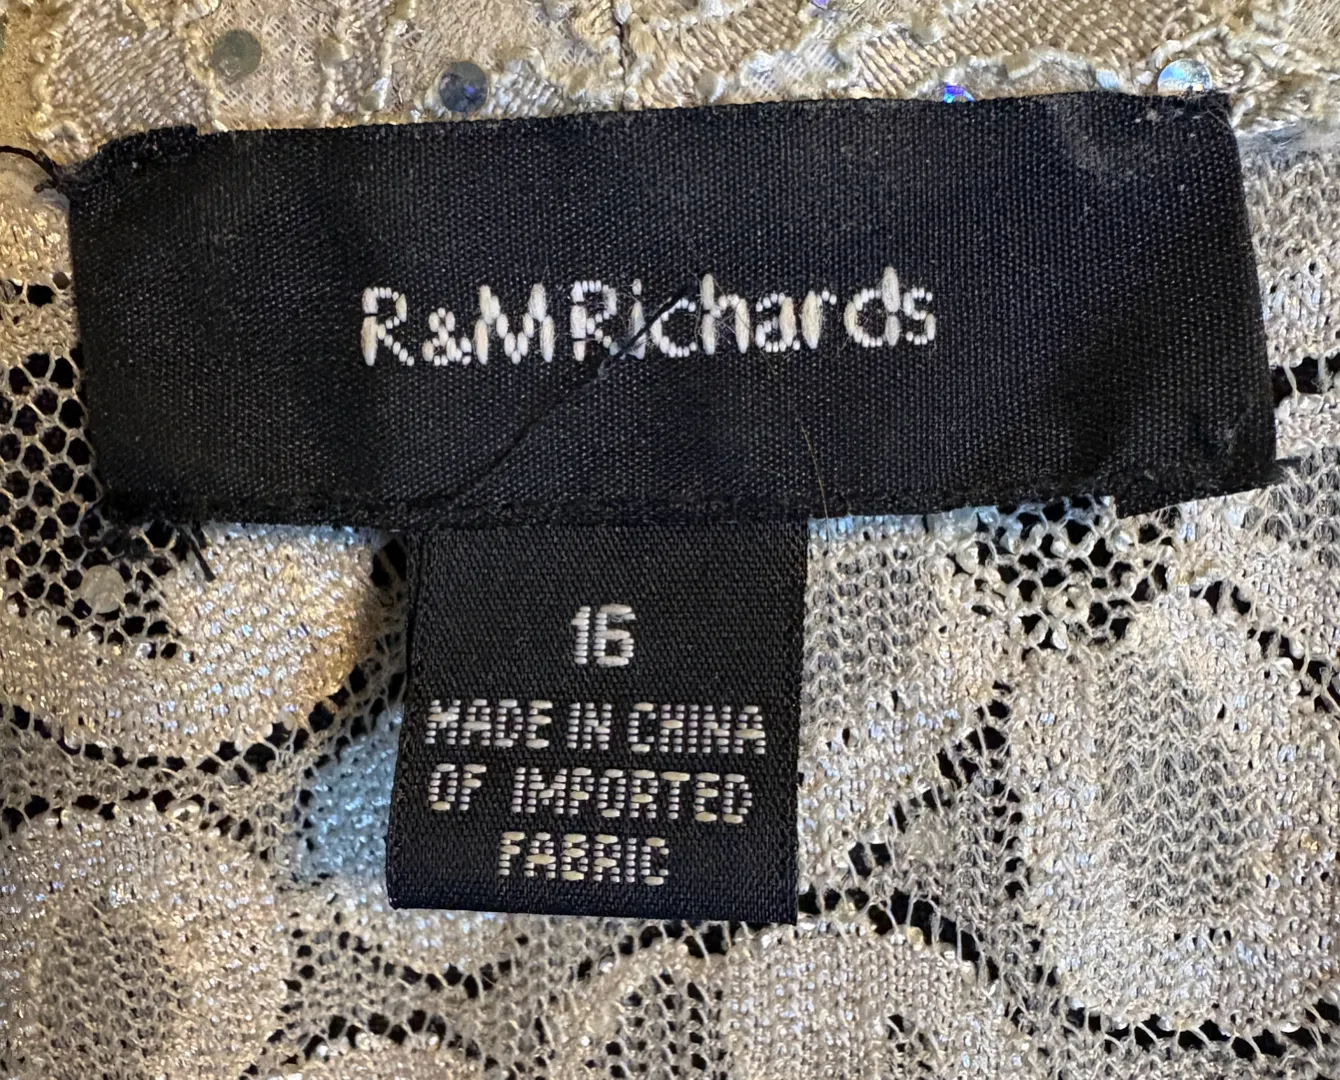 R&M Richards
16
MADE IN CHINA
OF IMPORTED
FABRIC